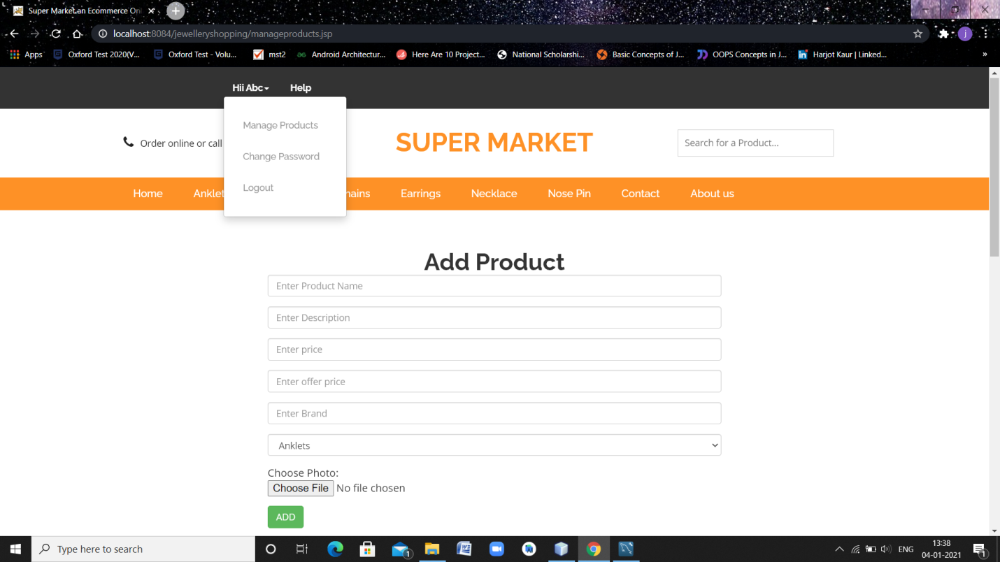 Super Market an Ecommerce On
localhost:8084/jewelleryshopping/manageproducts.jsp
j
Apps Oxford Test 2020(V... Oxford Test - Volu... mst2 Android Architectur... Here Are 10 Project... National Scholarshi... Basic Concepts of J... OOPS Concepts in J... Harjot Kaur | Linked... »
Hii Abc Help
Manage Products
Change Password
Logout
Order online or call
SUPER MARKET
Search for a Product...
Home Anklet hains Earrings Necklace Nose Pin Contact About us
Add Product
Enter Product Name
Enter Description
Enter price
Enter offer price
Enter Brand
Anklets
Choose Photo:
Choose File No file chosen
ADD
Type here to search
1
ENG
13:38
04-01-2021
1